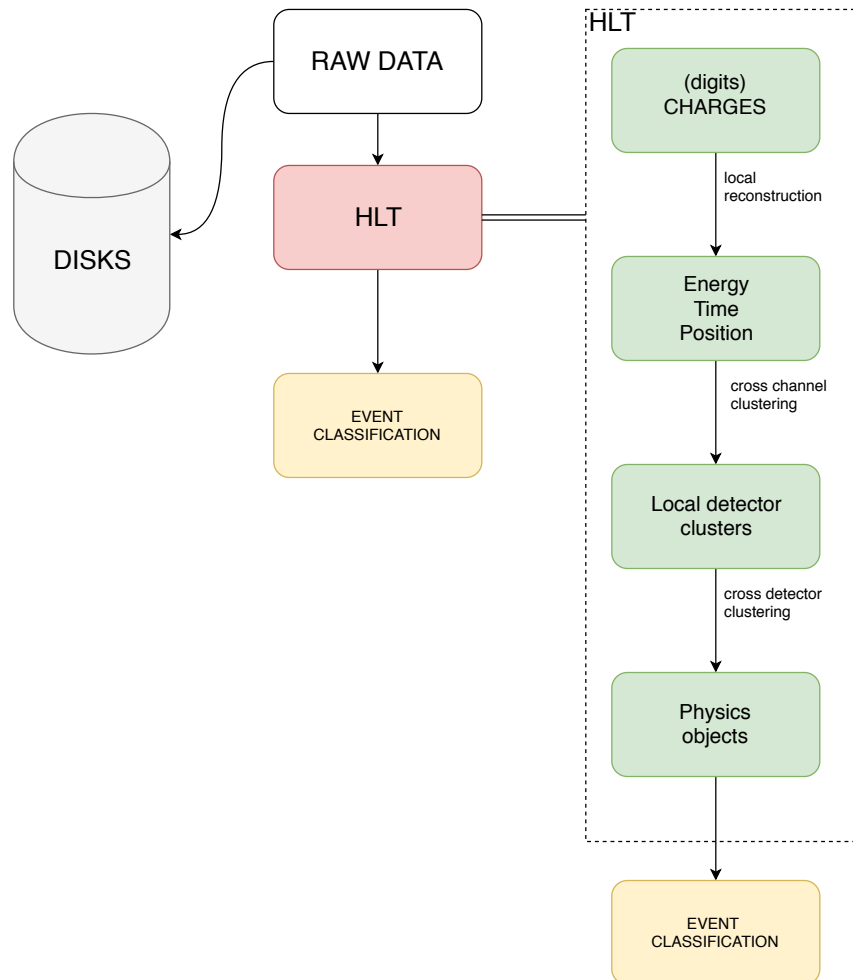 RAW DATA
DISKS
HLT
EVENT
CLASSIFICATION
HLT
(digits)
CHARGES
local
reconstruction
Energy
Time
Position
cross channel
clustering
Local detector
clusters
cross detector
clustering
Physics
objects
EVENT
CLASSIFICATION